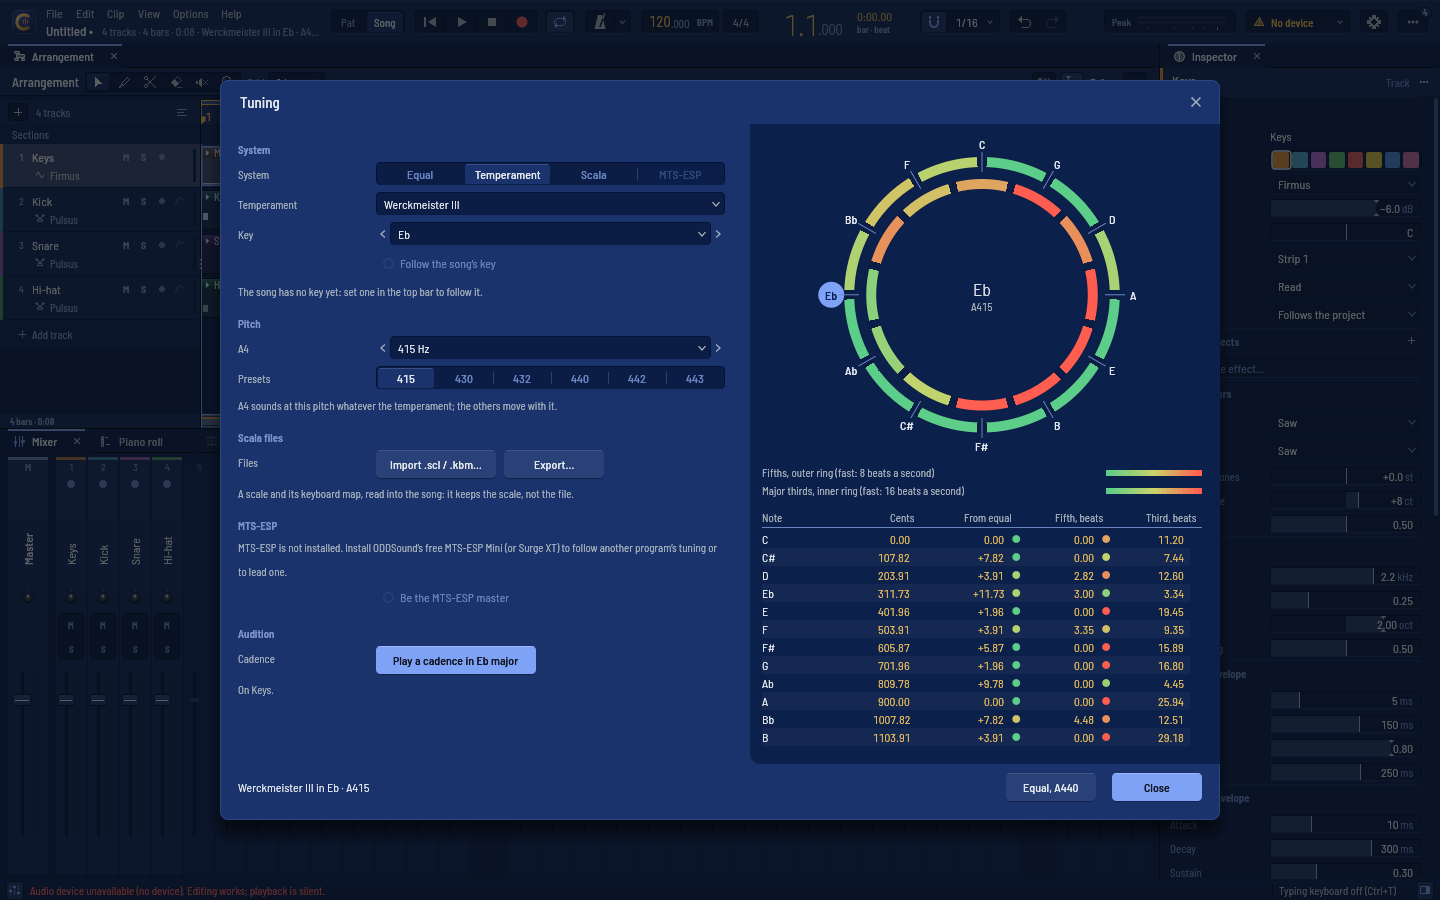 File Edit Clip View Options Help
Untitled •
4 tracks · 4 bars · 0:08 · Werckmeister III in Eb · A4...
Pat Song
120.000 BPM 4/4
1.1.000
0:00.00
bar · beat
1/16
Peak
No device
4
Arrangement
Inspector
Arrangement
Track
4 tracks
1
Sections
1 Keys M S
Firmus
2 Kick M S
Pulsus
3 Snare M S
Pulsus
4 Hi-hat M S
Pulsus
Add track
4 bars · 0:08
Mixer
Piano roll
M 1 2 3 4 5
Master
Keys
Kick
Snare
Hi-hat
M M M M
S S S S
Tuning
System
System
Equal Temperament Scala MTS-ESP
Temperament
Werckmeister III
Key
Eb
Follow the song's key
The song has no key yet: set one in the top bar to follow it.
Pitch
A4
415 Hz
Presets
415 430 432 440 442 443
A4 sounds at this pitch whatever the temperament; the others move with it.
Scala files
Files
Import .scl / .kbm...
Export...
A scale and its keyboard map, read into the song: it keeps the scale, not the file.
MTS-ESP
MTS-ESP is not installed. Install ODDSound's free MTS-ESP Mini (or Surge XT) to follow another program's tuning or
to lead one.
Be the MTS-ESP master
Audition
Cadence
Play a cadence in Eb major
On Keys.
Werckmeister III in Eb · A415
C
F G
Bb D
Eb A
Eb
A415
Ab E
C# B
F#
Fifths, outer ring (fast: 8 beats a second)
Major thirds, inner ring (fast: 16 beats a second)
Note Cents From equal Fifth, beats Third, beats
C 0.00 0.00 0.00 11.20
C# 107.82 +7.82 0.00 7.44
D 203.91 +3.91 2.82 12.60
Eb 311.73 +11.73 3.00 3.34
E 401.96 +1.96 0.00 19.45
F 503.91 +3.91 3.35 9.35
F# 605.87 +5.87 0.00 15.89
G 701.96 +1.96 0.00 16.80
Ab 809.78 +9.78 0.00 4.45
A 900.00 0.00 0.00 25.94
Bb 1007.82 +7.82 4.48 12.51
B 1103.91 +3.91 0.00 29.18
Equal, A440
Close
Keys
Firmus
−6.0 dB
C
Strip 1
Read
Follows the project
Saw
Saw
+0.0 st
+8 ct
0.50
2.2 kHz
0.25
2.00 oct
0.50
5 ms
150 ms
0.80
250 ms
Attack 10 ms
Decay 300 ms
Sustain 0.30
Audio device unavailable (no device). Editing works; playback is silent.
Typing keyboard off (Ctrl+T)